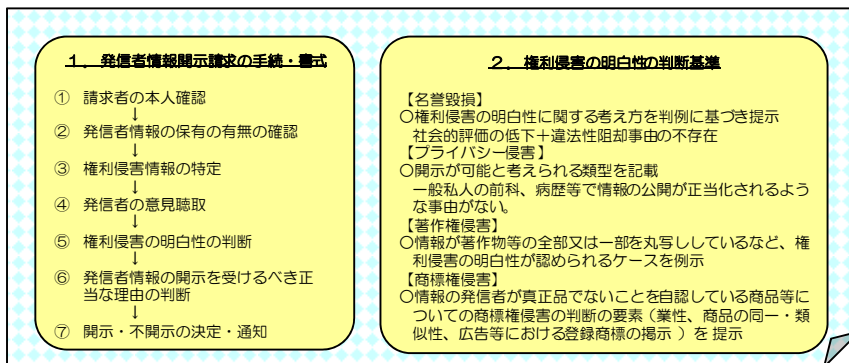 1. 発信者情報開示請求の手続・書式
① 請求者の本人確認
↓
② 発信者情報の保有の有無の確認
↓
③ 権利侵害情報の特定
↓
④ 発信者の意見聴取
↓
⑤ 権利侵害の明白性の判断
↓
⑥ 発信者情報の開示を受けるべき正
当な理由の判断
↓
⑦ 開示・不開示の決定・通知
2. 権利侵害の明白性の判断基準
【名誉毀損】
○権利侵害の明白性に関する考え方を判例に基づき提示
社会的評価の低下+違法性阻却事由の不存在
【プライバシー侵害】
○開示が可能と考えられる類型を記載
一般私人の前科、病歴等で情報の公開が正当化されるよう
な事由がない。
【著作権侵害】
○情報が著作物等の全部又は一部を丸写ししているなど、権
利侵害の明白性が認められるケースを例示
【商標権侵害】
○情報の発信者が真正品でないことを自認している商品等に
ついての商標権侵害の判断の要素(業性、商品の同一・類
似性、広告等における登録商標の掲示 )を 提示